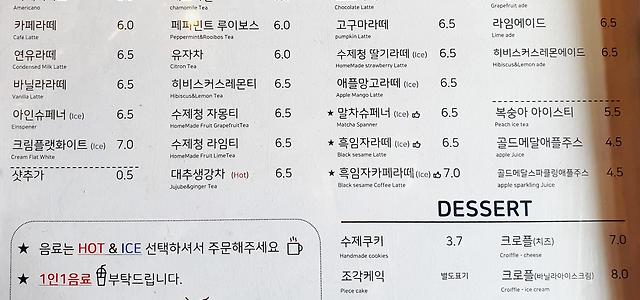 Americano
카페라떼 6.0
Café Latte
연유라떼 6.5
Condensed Milk Latte
바닐라라떼 6.5
Vanilla Latte
아인슈페너 (Ice) 6.5
Einspener
크림플랫화이트 (Ice) 7.0
Cream Flat White
샷추가 0.5
chamomile Tea
페퍼민트 루이보스 6.0
Peppermint&Rooibos Tea
유자차 6.0
Citron Tea
히비스커스레몬티 6.5
Hibiscus&Lemon Tea
수제청 자몽티 6.5
HomeMade Fruit GrapefruitTea
수제청 라임티 6.5
HomeMade Fruit LimeTea
대추생강차 (Hot) 6.5
Jujube&ginger Tea
Chocolate Latte
고구마라떼 6.5
pumpkin Latte
수제청 딸기라떼 (Ice) 6.5
HomeMade strawberry Latte
애플망고라떼 (Ice) 6.5
Apple Mango Latte
★ 말차슈페너 (Ice) 6.5
Matcha Spanner
★ 흑임자라떼 (Ice) 6.5
Black sesame Latte
★ 흑임자카페라떼 (Ice) 7.0
Black sesame Coffee Latte
Grapefruit ade
라임에이드 6.5
Lime ade
히비스커스레몬에이드 6.5
Hibiscus&Lemon ade
복숭아 아이스티 5.5
Peach ice tea
골드메달애플주스 4.5
apple Juice
골드메달스파클링애플주스 4.5
apple sparkling Juice
★ 음료는 HOT & ICE 선택하셔서 주문해주세요
★ 1인1음료 부탁드립니다.
DESSERT
수제쿠키 3.7
Handmade cookies
조각케익 별도표기
Piece cake
크로플(치즈) 7.0
Croiffle - cheese
크로플(바닐라아이스크림) 8.0
Croiffle - ice cream